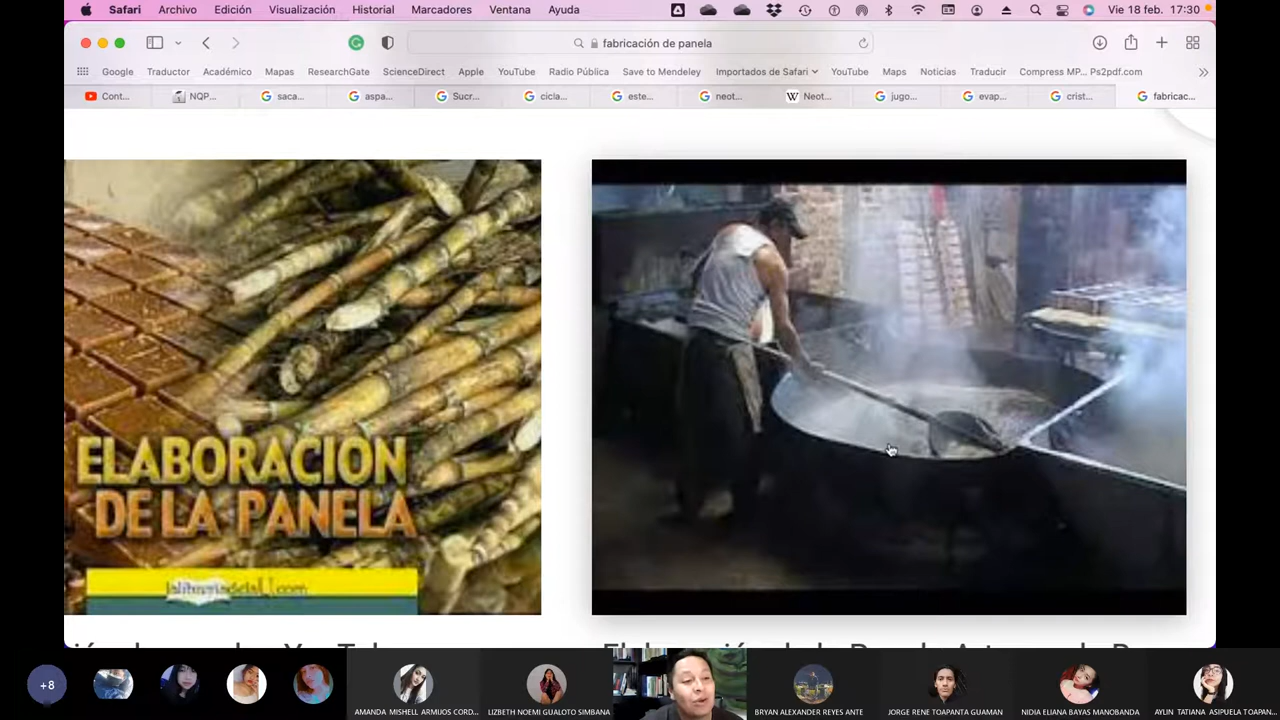 Safari Archivo Edición Visualización Historial Marcadores Ventana Ayuda Vie 18 feb. 17:30
fabricación de panela
Google Traductor Académico Mapas ResearchGate ScienceDirect Apple YouTube Radio Pública Save to Mendeley Importados de Safari YouTube Maps Noticias Traducir Compress MP... Ps2pdf.com
Cont... NQP... saca... aspa... Sucr... cicla... este... neot... Neot... jugo... evap... crist... fabricac...
ELABORACIÓN
DE LA PANELA
lalibreriadelaU.com
+8
AMANDA MISHELL ARMIJOS CORD... LIZBETH NOEMI GUALOTO SIMBANA BRYAN ALEXANDER REYES ANTE JORGE RENE TOAPANTA GUAMAN NIDIA ELIANA BAYAS MANOBANDA AYLIN TATIANA ASIPUELA TOAPAN...